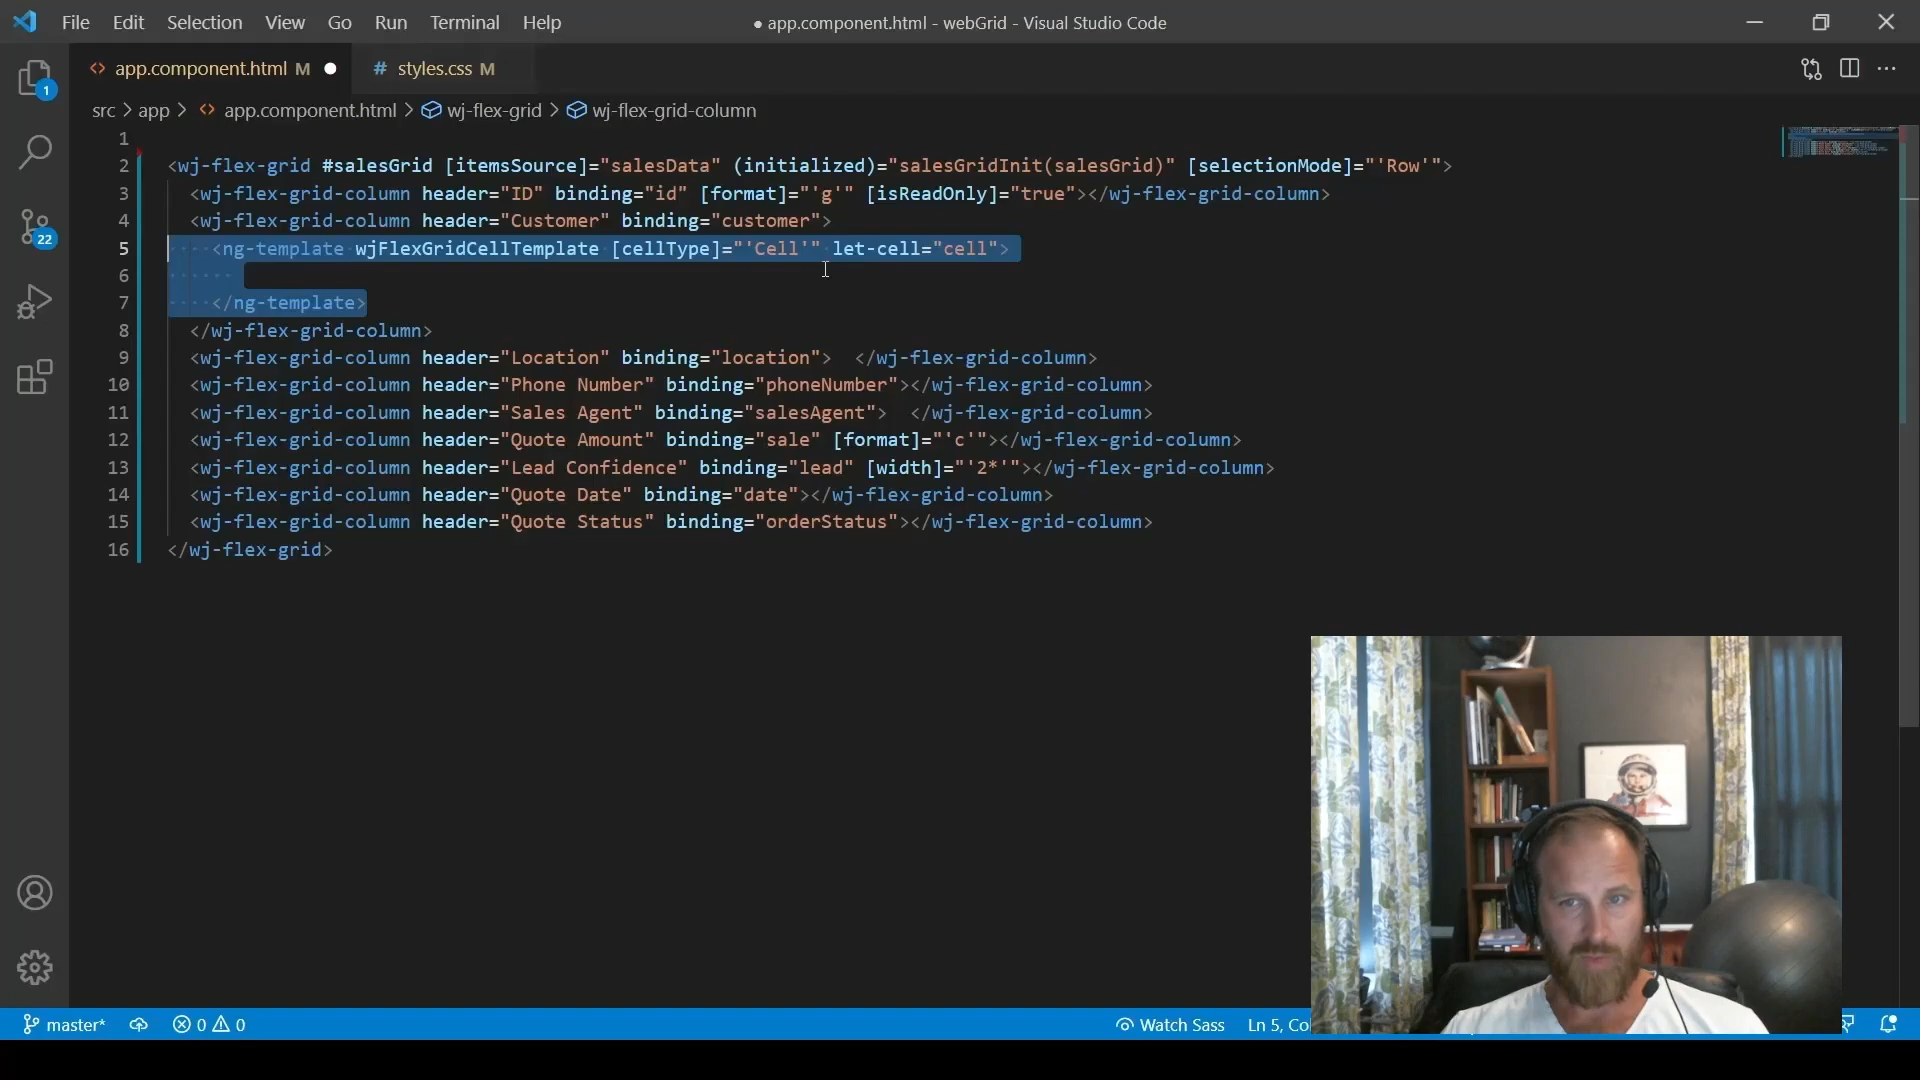 File Edit Selection View Go Run Terminal Help
● app.component.html - webGrid - Visual Studio Code
<> app.component.html M ● # styles.css M
src > app > <> app.component.html > wj-flex-grid > wj-flex-grid-column
1
2 <wj-flex-grid #salesGrid [itemsSource]="salesData" (initialized)="salesGridInit(salesGrid)" [selectionMode]="'Row'">
3 <wj-flex-grid-column header="ID" binding="id" [format]="'g'" [isReadOnly]="true"></wj-flex-grid-column>
4 <wj-flex-grid-column header="Customer" binding="customer">
5 <ng-template wjFlexGridCellTemplate [cellType]="'Cell'" let-cell="cell">
6
7 </ng-template>
8 </wj-flex-grid-column>
9 <wj-flex-grid-column header="Location" binding="location">  </wj-flex-grid-column>
10 <wj-flex-grid-column header="Phone Number" binding="phoneNumber"></wj-flex-grid-column>
11 <wj-flex-grid-column header="Sales Agent" binding="salesAgent">  </wj-flex-grid-column>
12 <wj-flex-grid-column header="Quote Amount" binding="sale" [format]="'c'"></wj-flex-grid-column>
13 <wj-flex-grid-column header="Lead Confidence" binding="lead" [width]="'2*'"></wj-flex-grid-column>
14 <wj-flex-grid-column header="Quote Date" binding="date"></wj-flex-grid-column>
15 <wj-flex-grid-column header="Quote Status" binding="orderStatus"></wj-flex-grid-column>
16 </wj-flex-grid>
1
22
master* 0 0 Watch Sass Ln 5, Co